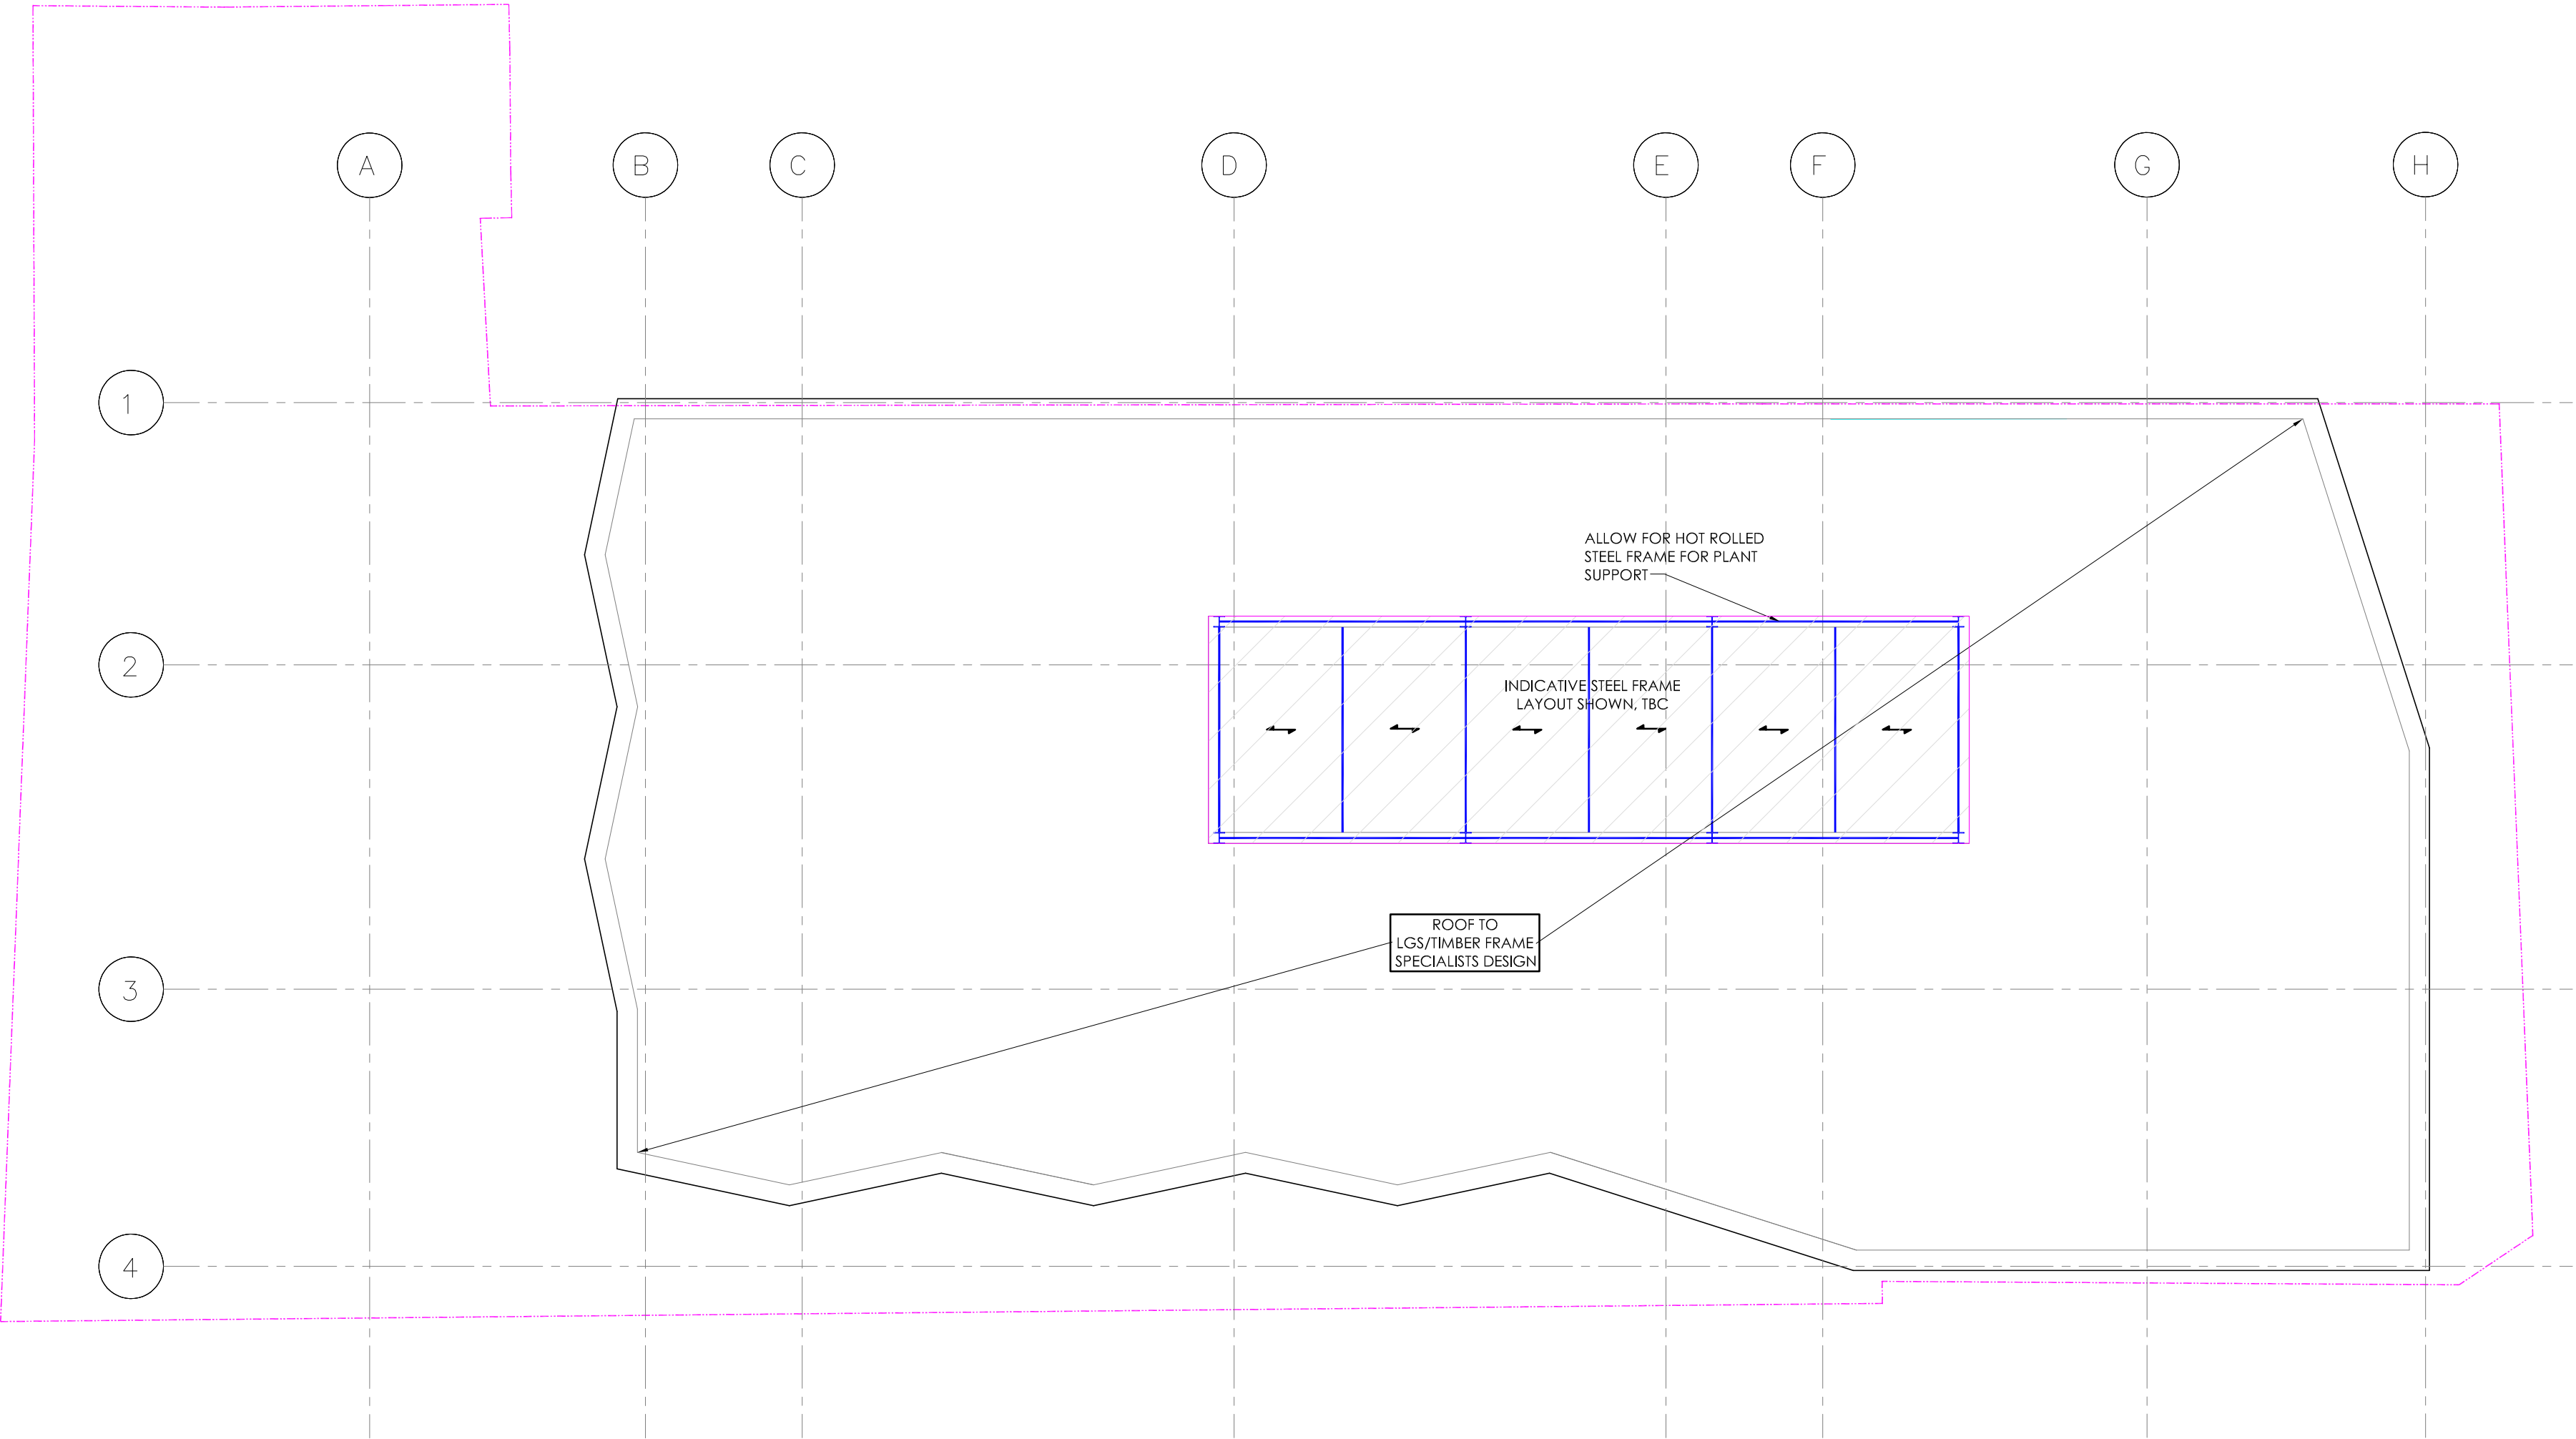 A
B
C
D
E
F
G
H
1
2
3
4
ALLOW FOR HOT ROLLED
STEEL FRAME FOR PLANT
SUPPORT
INDICATIVE STEEL FRAME
LAYOUT SHOWN, TBC
ROOF TO
LGS/TIMBER FRAME
SPECIALISTS DESIGN